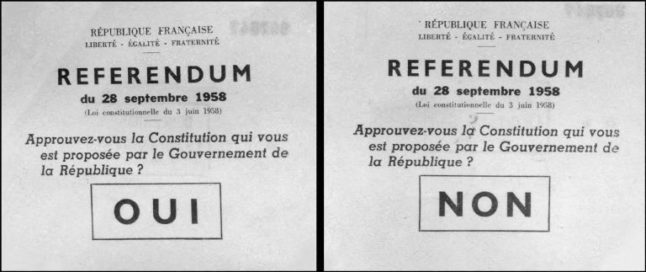 RÉPUBLIQUE FRANÇAISE
LIBERTÉ - ÉGALITÉ - FRATERNITÉ
REFERENDUM
du 28 septembre 1958
(Loi constitutionnelle du 3 juin 1958)
Approuvez-vous la Constitution qui vous
est proposée par le Gouvernement de
la République ?
OUI
RÉPUBLIQUE FRANÇAISE
LIBERTÉ - ÉGALITÉ - FRATERNITÉ
REFERENDUM
du 28 septembre 1958
(Loi constitutionnelle du 3 juin 1958)
Approuvez-vous la Constitution qui vous
est proposée par le Gouvernement de
la République ?
NON